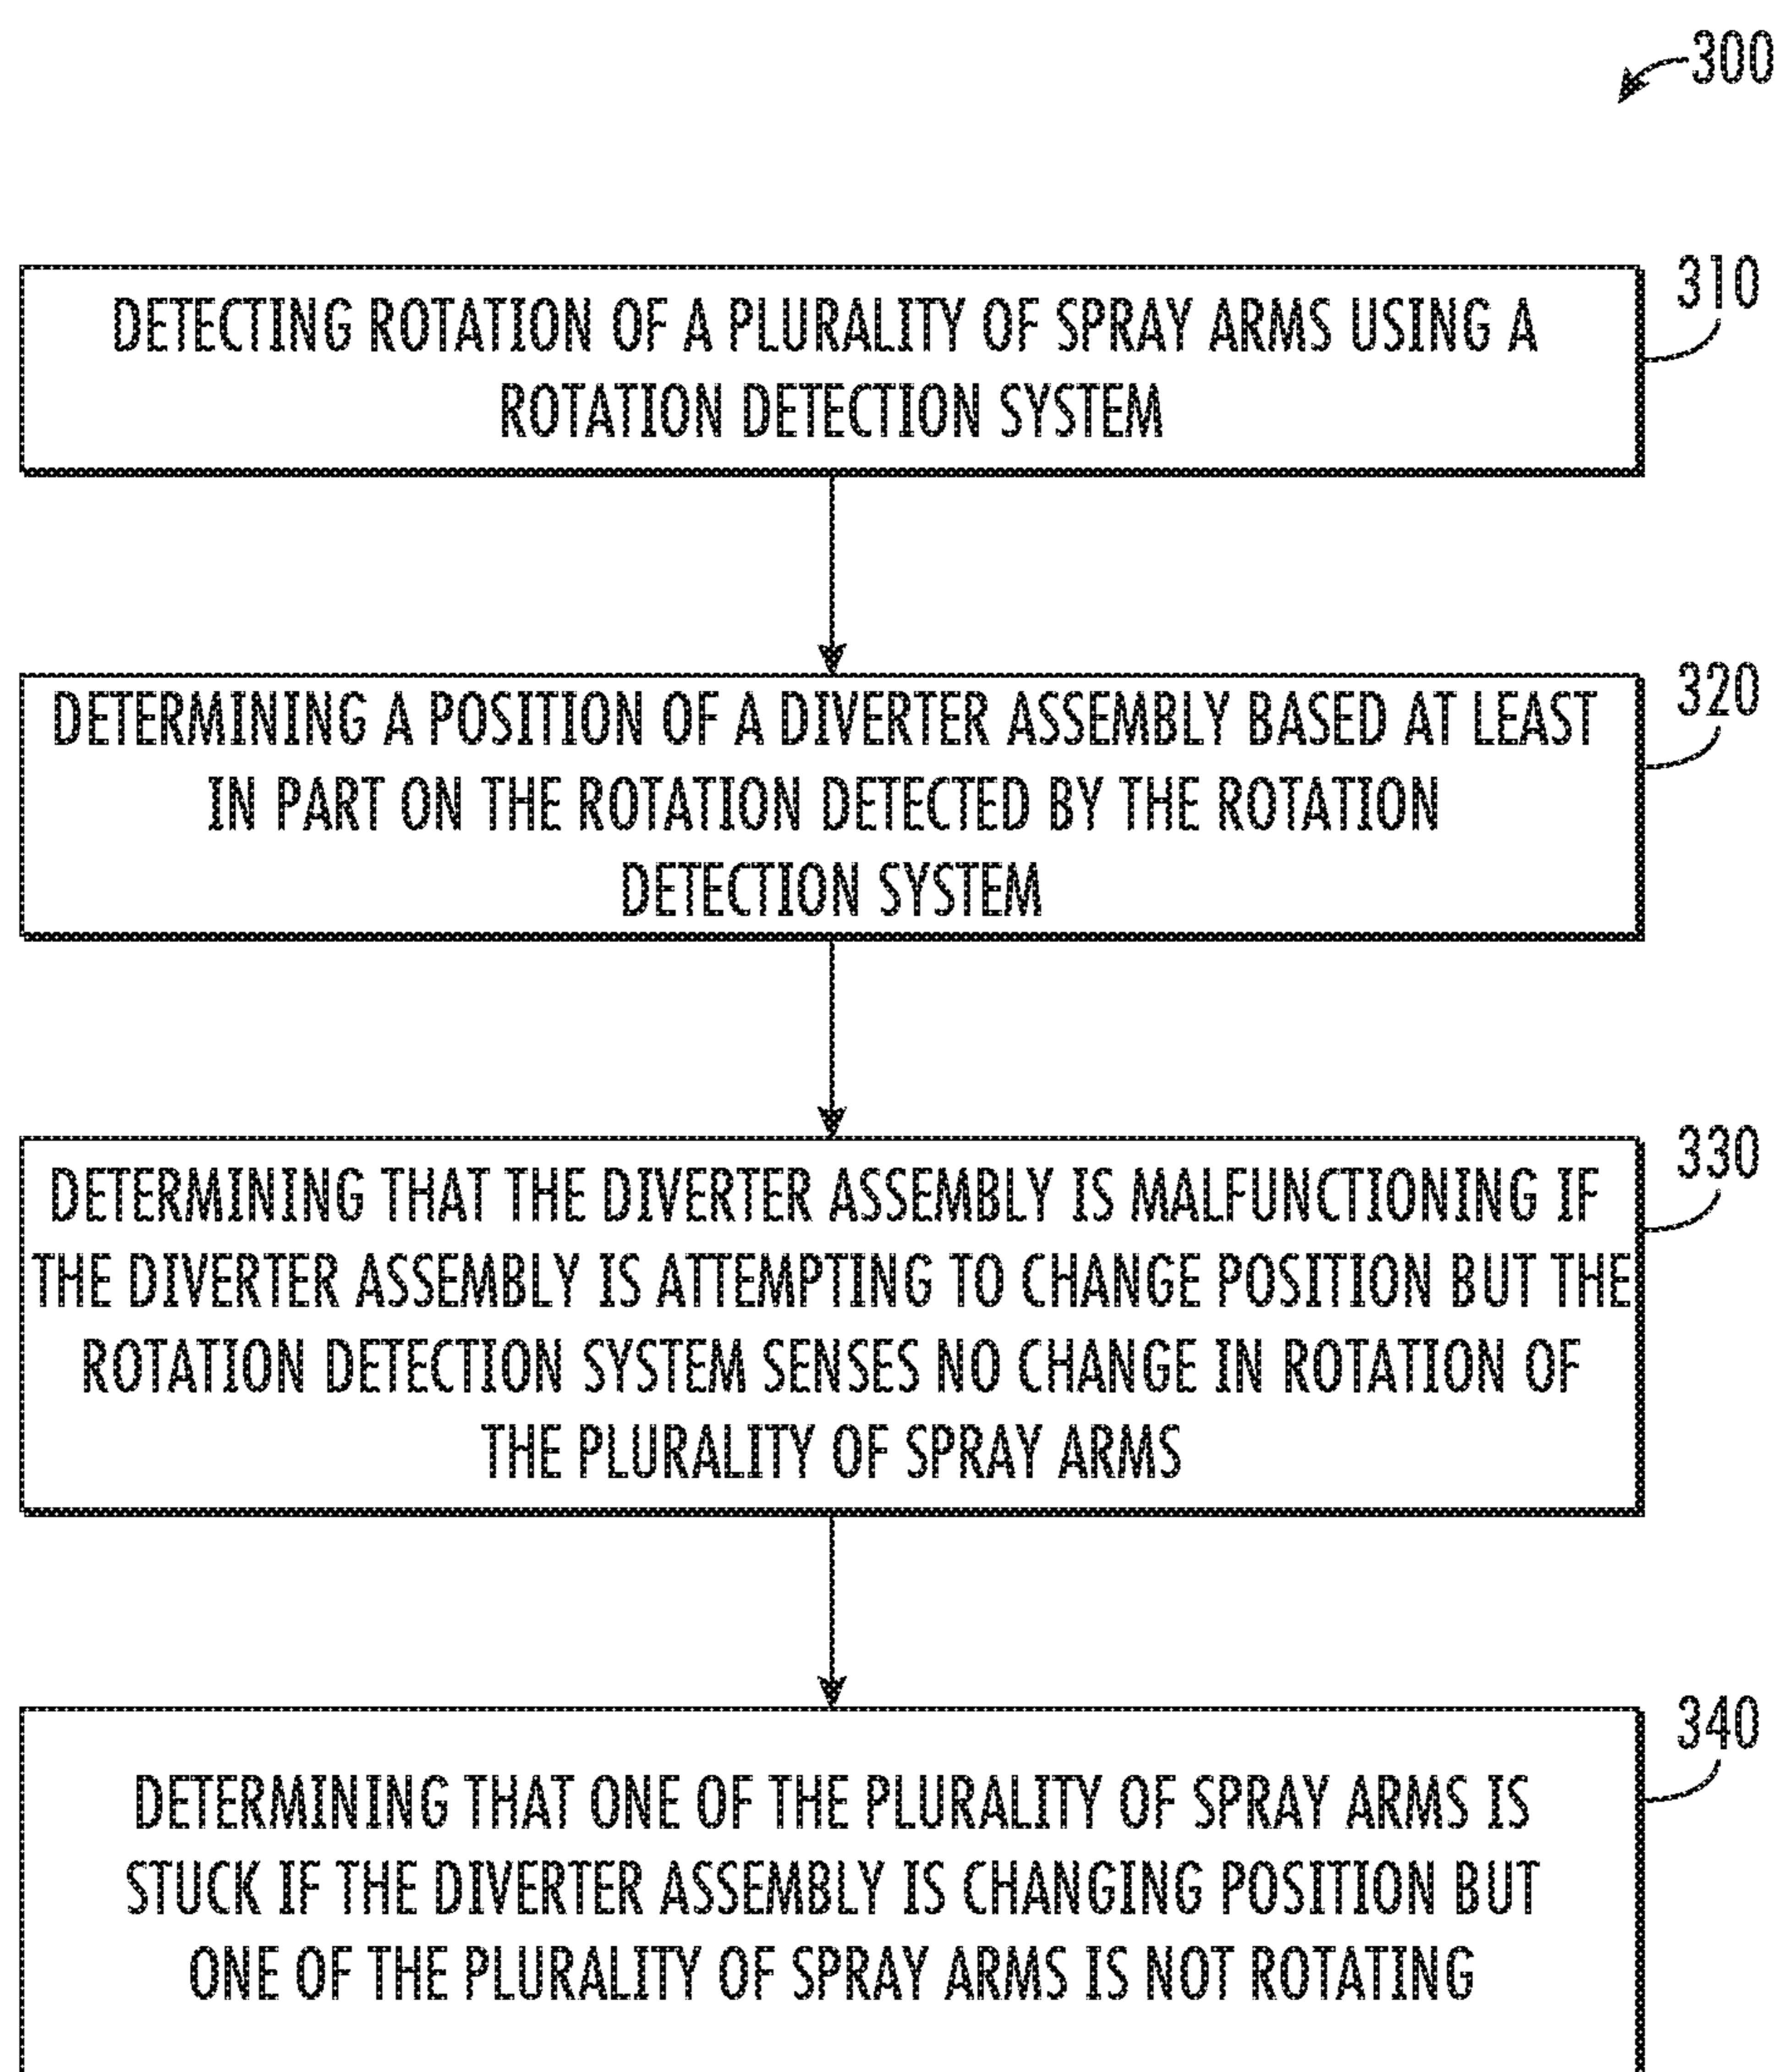 300
310
DETECTING ROTATION OF A PLURALITY OF SPRAY ARMS USING A
ROTATION DETECTION SYSTEM
320
DETERMINING A POSITION OF A DIVERTER ASSEMBLY BASED AT LEAST
IN PART ON THE ROTATION DETECTED BY THE ROTATION
DETECTION SYSTEM
330
DETERMINING THAT THE DIVERTER ASSEMBLY IS MALFUNCTIONING IF
THE DIVERTER ASSEMBLY IS ATTEMPTING TO CHANGE POSITION BUT THE
ROTATION DETECTION SYSTEM SENSES NO CHANGE IN ROTATION OF
THE PLURALITY OF SPRAY ARMS
340
DETERMINING THAT ONE OF THE PLURALITY OF SPRAY ARMS IS
STUCK IF THE DIVERTER ASSEMBLY IS CHANGING POSITION BUT
ONE OF THE PLURALITY OF SPRAY ARMS IS NOT ROTATING